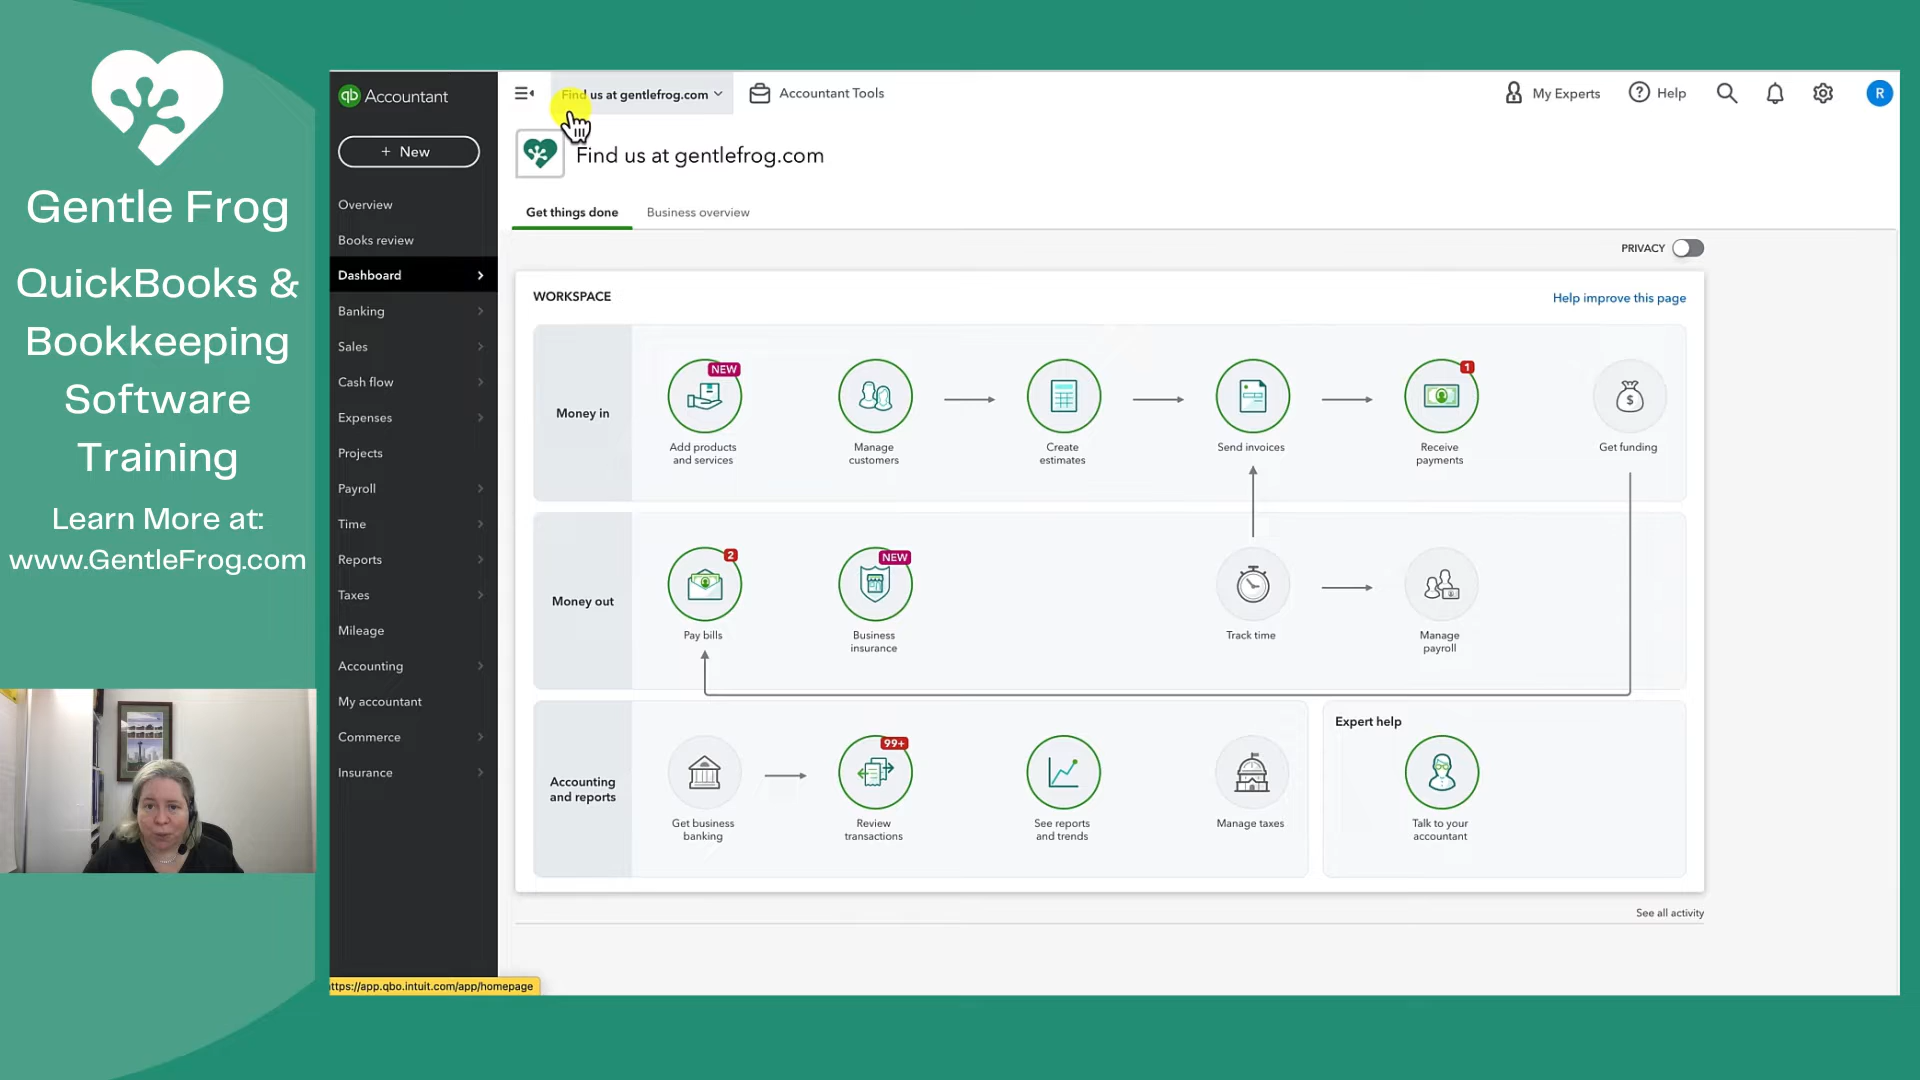 Gentle Frog
QuickBooks &
Bookkeeping
Software
Training
Learn More at:
www.GentleFrog.com
qb Accountant
+ New
Overview
Books review
Dashboard
Banking
Sales
Cash flow
Expenses
Projects
Payroll
Time
Reports
Taxes
Mileage
Accounting
My accountant
Commerce
Insurance
Find us at gentlefrog.com
Accountant Tools
My Experts
Help
R
Find us at gentlefrog.com
Get things done
Business overview
PRIVACY
WORKSPACE
Help improve this page
Money in
NEW
Add products
and services
Manage
customers
Create
estimates
Send invoices
1
Receive
payments
Get funding
Money out
2
Pay bills
NEW
Business
insurance
Track time
Manage
payroll
Accounting
and reports
Get business
banking
99+
Review
transactions
See reports
and trends
Manage taxes
Expert help
Talk to your
accountant
See all activity
ttps://app.qbo.intuit.com/app/homepage